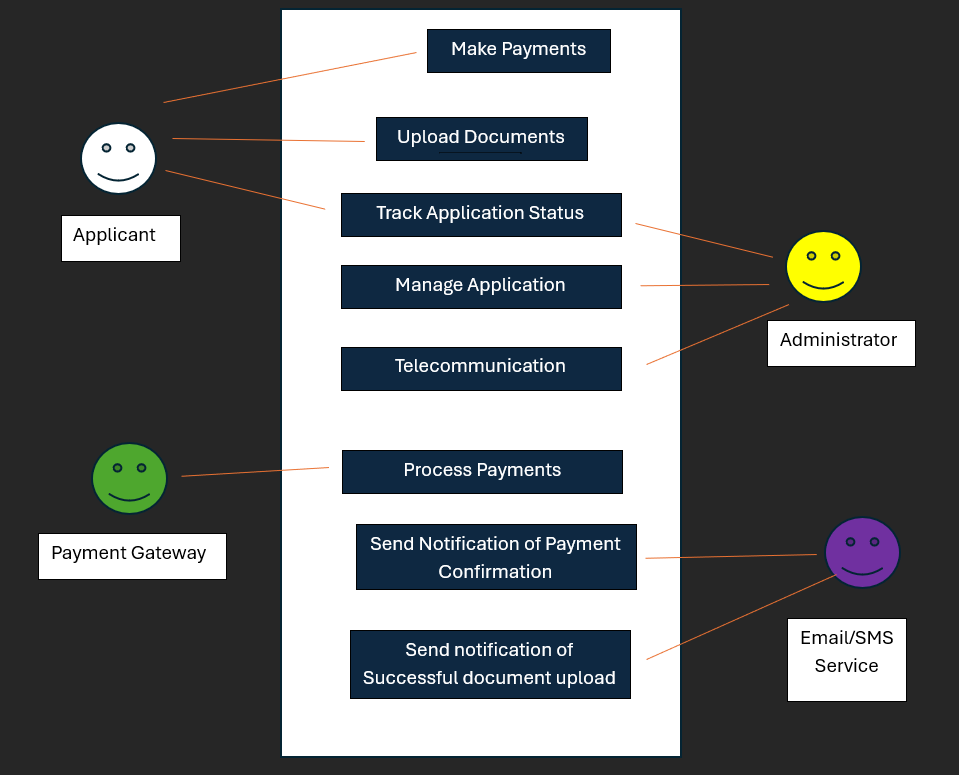 Make Payments
Upload Documents
Track Application Status
Applicant
Manage Application
Administrator
Telecommunication
Process Payments
Payment Gateway
Send Notification of Payment
Confirmation
Email/SMS
Service
Send notification of
Successful document upload